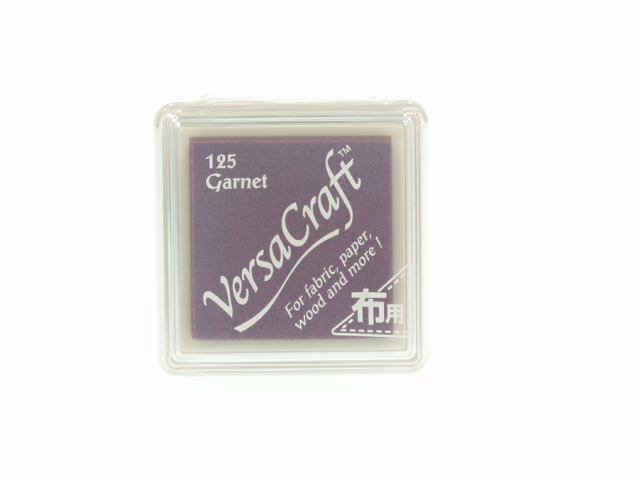 125
Garnet
VersaCraft™
For fabric, paper,
wood and more !
布用